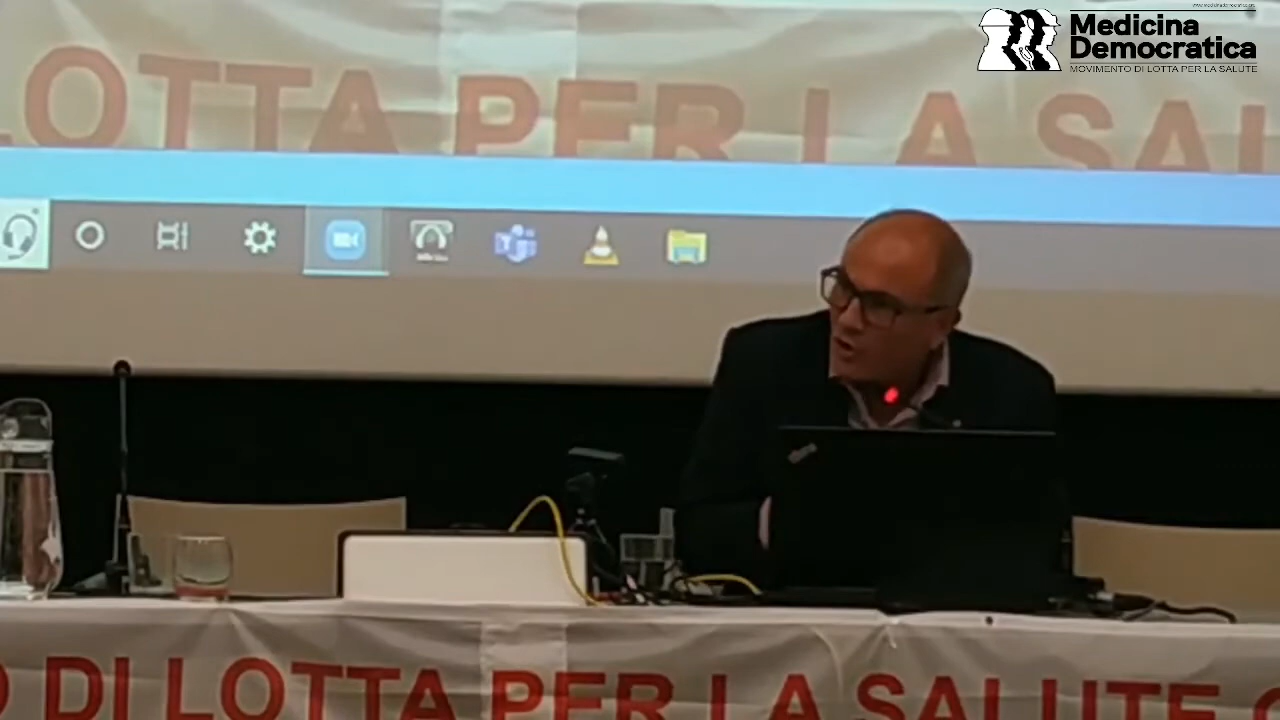 Medicina
Democratica
MOVIMENTO DI LOTTA PER LA SALUTE
LOTTA PER LA SAL
O DI LOTTA PER LA SALUTE